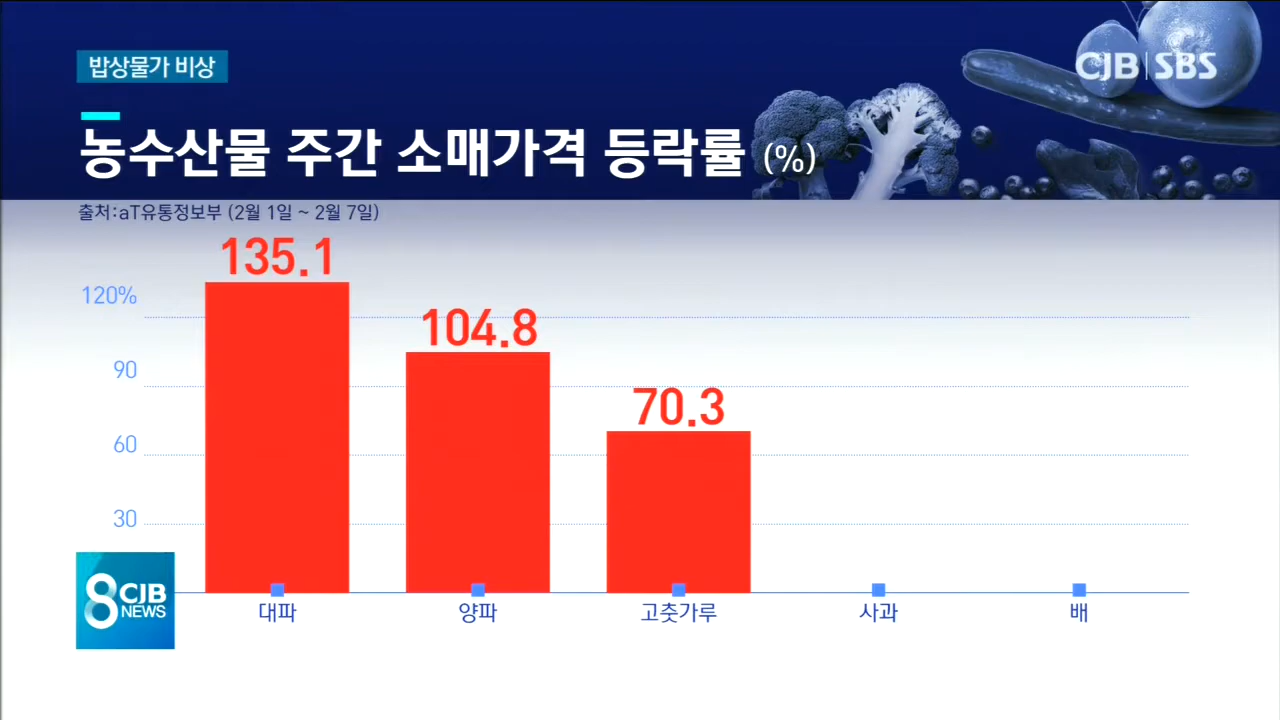 밥상물가 비상
CJB | SBS
농수산물 주간 소매가격 등락률 (%)
출처:aT유통정보부 (2월 1일 ~ 2월 7일)
135.1
104.8
70.3
120%
90
60
30
대파
양파
고춧가루
사과
배
8 CJB NEWS